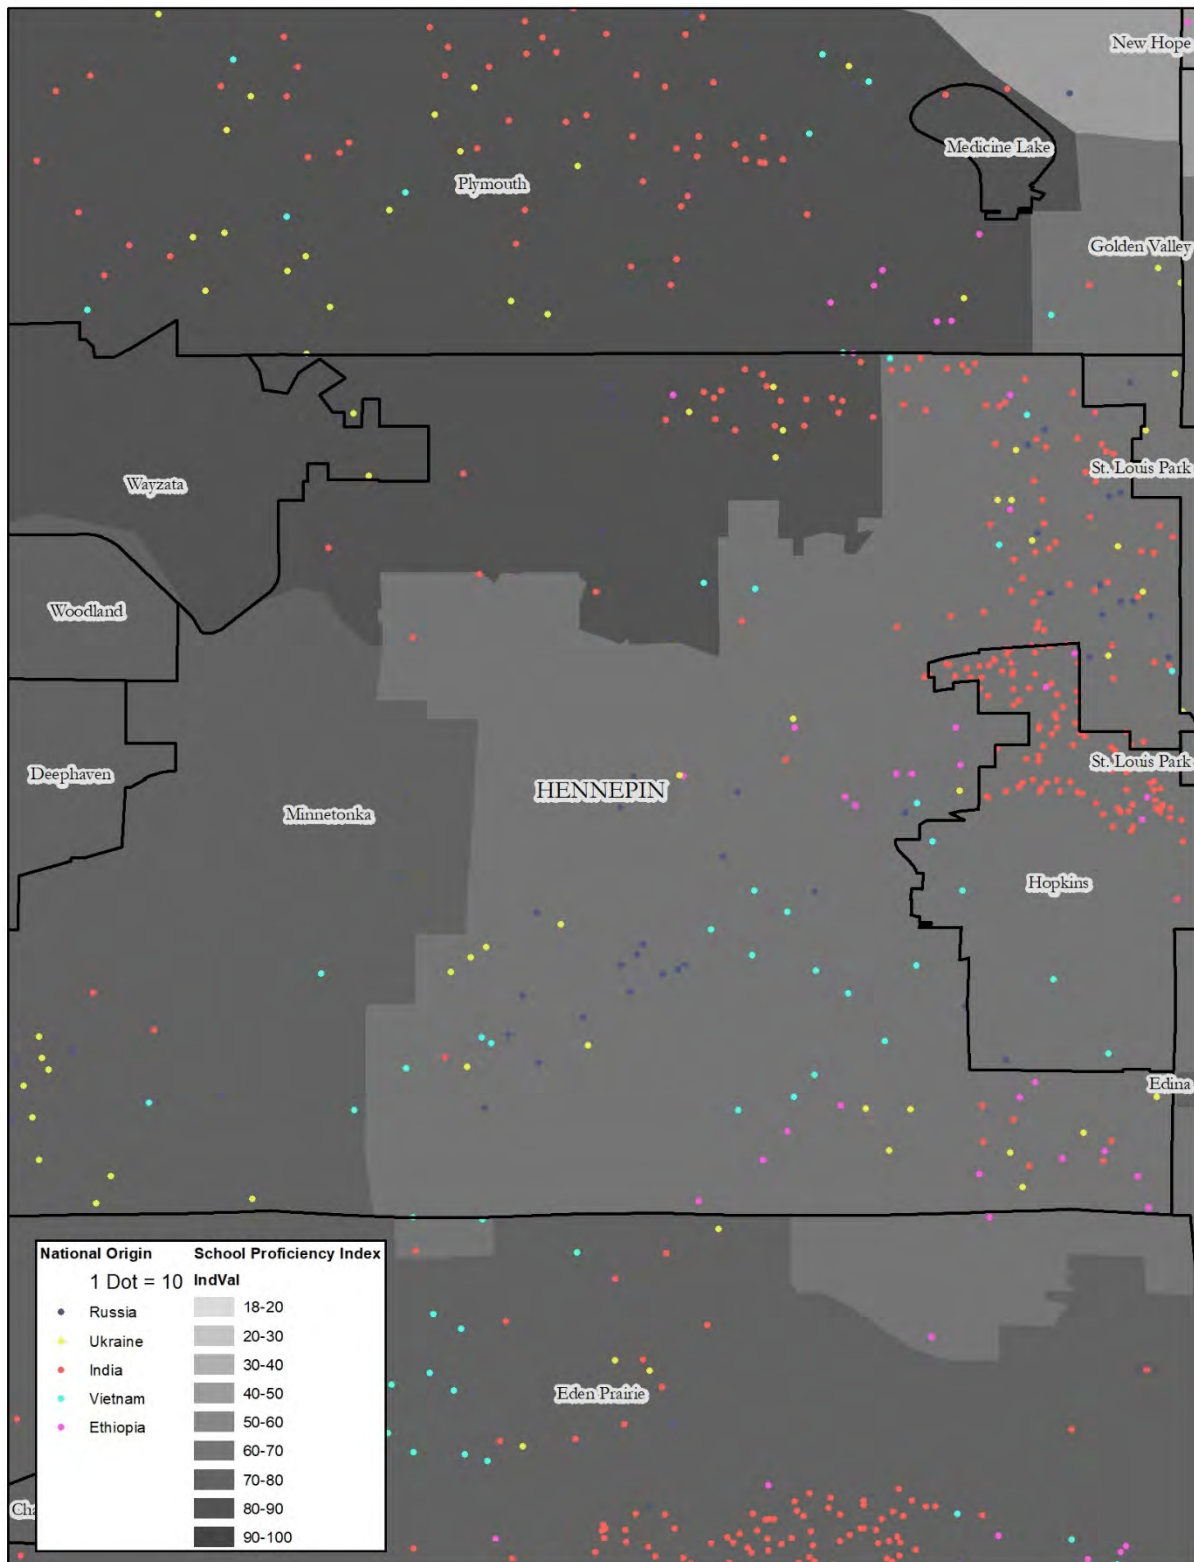 New Hope
Medicine Lake
Plymouth
Golden Valley
St. Louis Park
Wayzata
Woodland
St. Louis Park
Deephaven
HENNEPIN
Minnetonka
Hopkins
Edina
Eden Prairie
Cha
National Origin
1 Dot = 10
Russia
Ukraine
India
Vietnam
Ethiopia
School Proficiency Index
IndVal
18-20
20-30
30-40
40-50
50-60
60-70
70-80
80-90
90-100